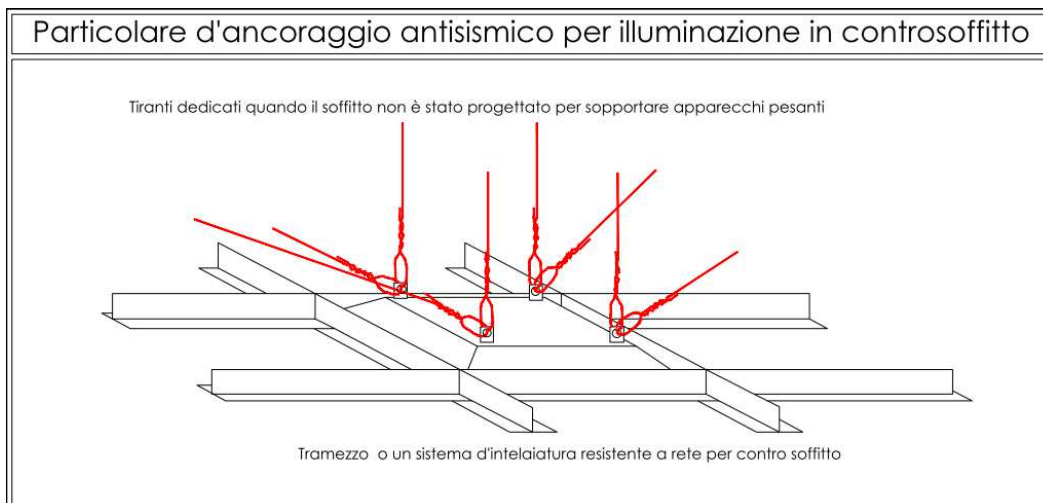 Particolare d'ancoraggio antisismico per illuminazione in controsoffitto
Tiranti dedicati quando il soffitto non è stato progettato per sopportare apparecchi pesanti
Tramezzo o un sistema d'intelaiatura resistente a rete per contro soffitto